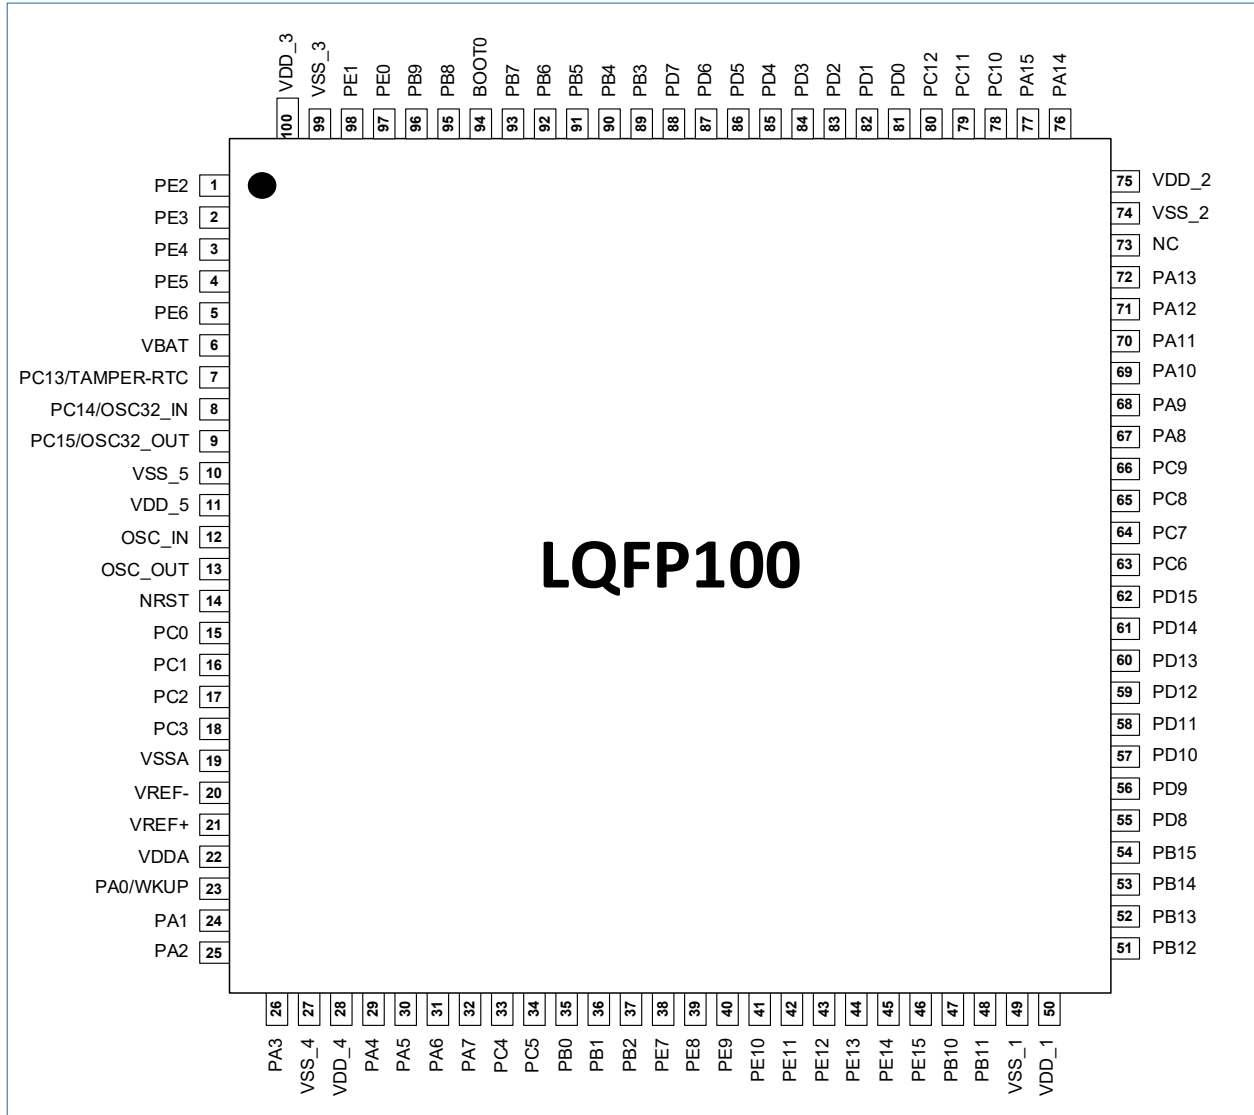 VDD_3 VSS_3 PE1 PE0 PB9 PB8 BOOT0 PB7 PB6 PB5 PB4 PB3 PD7 PD6 PD5 PD4 PD3 PD2 PD1 PD0 PC12 PC11 PC10 PA15 PA14
100 99 98 97 96 95 94 93 92 91 90 89 88 87 86 85 84 83 82 81 80 79 78 77 76
PE2 1
PE3 2
PE4 3
PE5 4
PE6 5
VBAT 6
PC13/TAMPER-RTC 7
PC14/OSC32_IN 8
PC15/OSC32_OUT 9
VSS_5 10
VDD_5 11
OSC_IN 12
OSC_OUT 13
NRST 14
PC0 15
PC1 16
PC2 17
PC3 18
VSSA 19
VREF- 20
VREF+ 21
VDDA 22
PA0/WKUP 23
PA1 24
PA2 25
LQFP100
75 VDD_2
74 VSS_2
73 NC
72 PA13
71 PA12
70 PA11
69 PA10
68 PA9
67 PA8
66 PC9
65 PC8
64 PC7
63 PC6
62 PD15
61 PD14
60 PD13
59 PD12
58 PD11
57 PD10
56 PD9
55 PD8
54 PB15
53 PB14
52 PB13
51 PB12
26 27 28 29 30 31 32 33 34 35 36 37 38 39 40 41 42 43 44 45 46 47 48 49 50
PA3 VSS_4 VDD_4 PA4 PA5 PA6 PA7 PC4 PC5 PB0 PB1 PB2 PE7 PE8 PE9 PE10 PE11 PE12 PE13 PE14 PE15 PB10 PB11 VSS_1 VDD_1